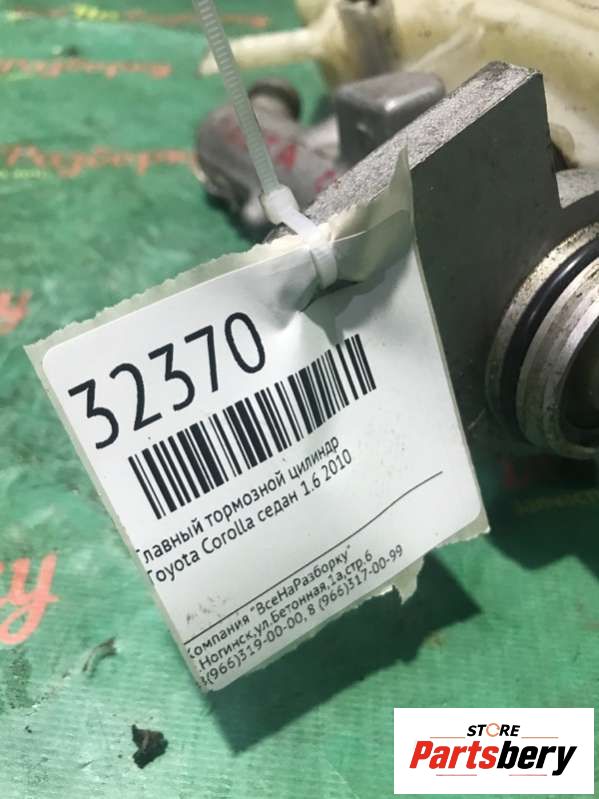 32370
Главный тормозной цилиндр
Toyota Corolla седан 1.6 2010
Компания "ВсеНаРазборку"
г.Ногинск,ул.Бетонная,1а,стр.6
8(966)319-00-00, 8 (966)317-00-99
STORE
Partsbery